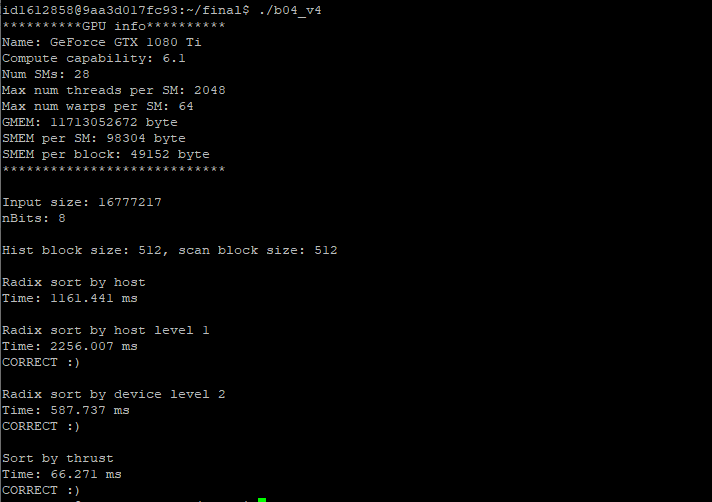 id1612858@9aa3d017fc93:~/final$ ./b04_v4
**********GPU info**********
Name: GeForce GTX 1080 Ti
Compute capability: 6.1
Num SMs: 28
Max num threads per SM: 2048
Max num warps per SM: 64
GMEM: 11713052672 byte
SMEM per SM: 98304 byte
SMEM per block: 49152 byte
****************************
Input size: 16777217
nBits: 8
Hist block size: 512, scan block size: 512
Radix sort by host
Time: 1161.441 ms
Radix sort by host level 1
Time: 2256.007 ms
CORRECT :)
Radix sort by device level 2
Time: 587.737 ms
CORRECT :)
Sort by thrust
Time: 66.271 ms
CORRECT :)